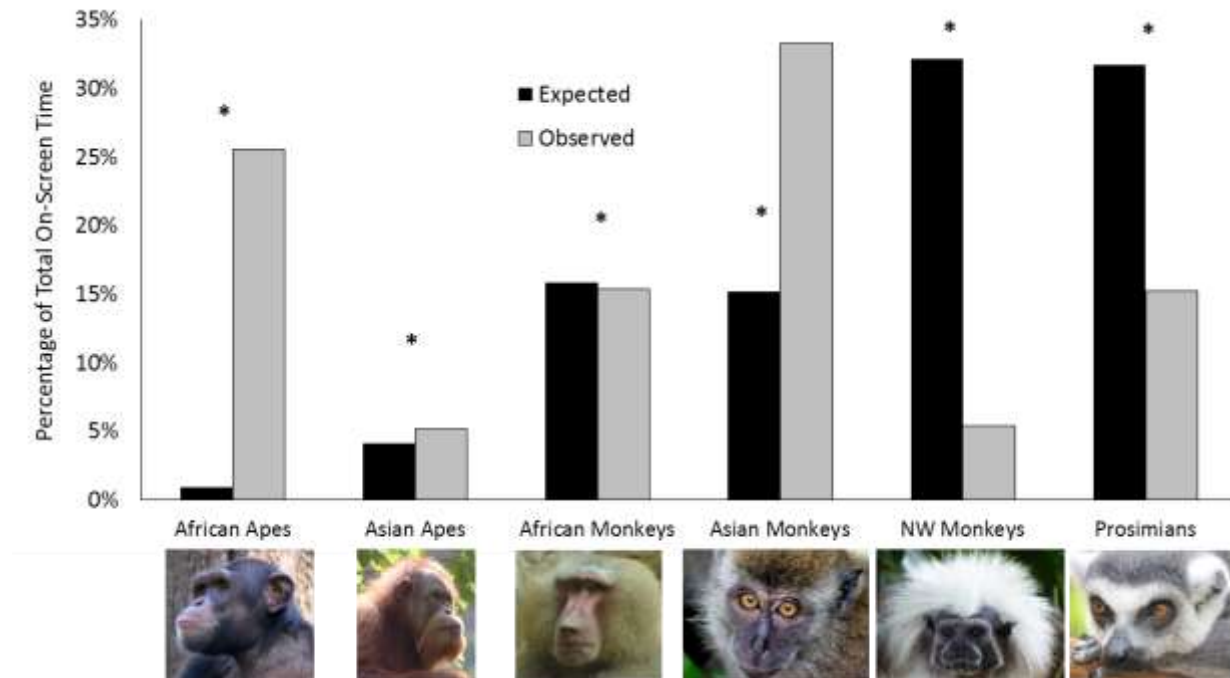 Percentage of Total On-Screen Time
35%
30%
25%
20%
15%
10%
5%
0%
* * * * * *
Expected
Observed
African Apes Asian Apes African Monkeys Asian Monkeys NW Monkeys Prosimians